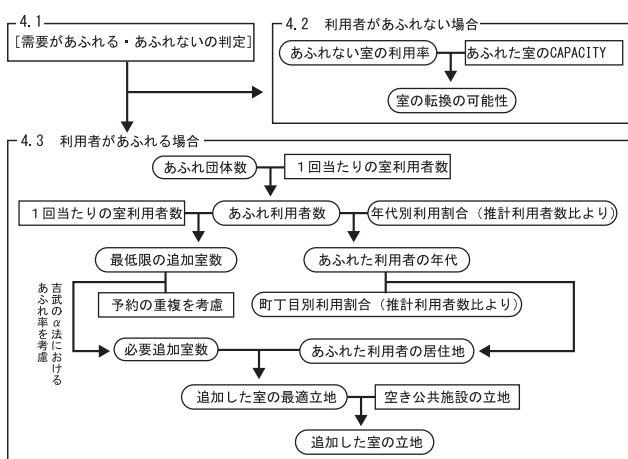 4.1
[需要があふれる・あふれないの判定]
4.2 利用者があふれない場合
あふれない室の利用率
あふれた室のCAPACITY
室の転換の可能性
4.3 利用者があふれる場合
あふれ団体数
1回当たりの室利用者数
1回当たりの室利用者数
あふれ利用者数
年代別利用割合(推計利用者数比より)
最低限の追加室数
あふれた利用者の年代
予約の重複を考慮
町丁目別利用割合(推計利用者数比より)
吉武のα法における
あふれ率を考慮
必要追加室数
あふれた利用者の居住地
追加した室の最適立地
空き公共施設の立地
追加した室の立地